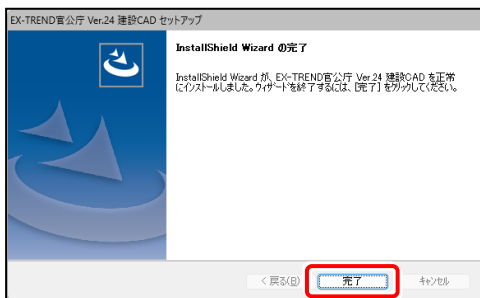 EX-TREND官公庁 Ver.24 建設CAD セットアップ
InstallShield Wizard の完了
InstallShield Wizard が、EX-TREND官公庁 Ver.24 建設CAD を正常
にインストールしました。ウィザードを終了するには、[完了] をクリックしてください。
< 戻る(B)
完了
キャンセル